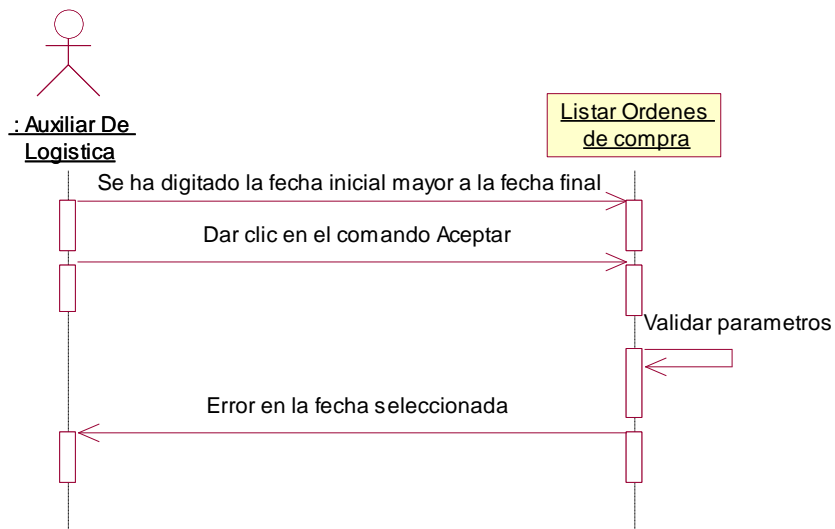 : Auxiliar De
Logistica
Listar Ordenes
de compra
Se ha digitado la fecha inicial mayor a la fecha final
Dar clic en el comando Aceptar
Validar parametros
Error en la fecha seleccionada